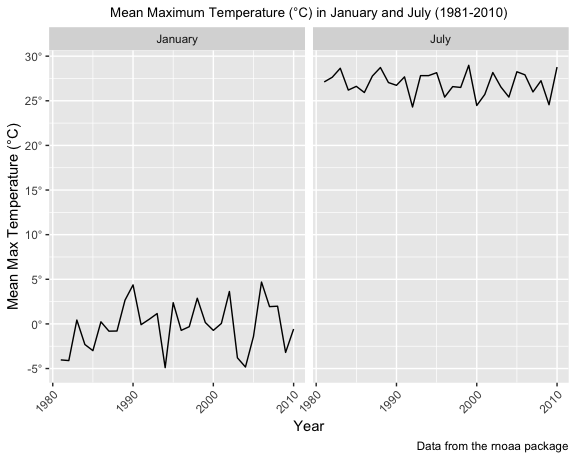 Mean Maximum Temperature (°C) in January and July (1981-2010)
January
July
30°
25°
20°
15°
10°
5°
0°
-5°
Mean Max Temperature (°C)
1980
1990
2000
2010
1980
1990
2000
2010
Year
Data from the rnoaa package